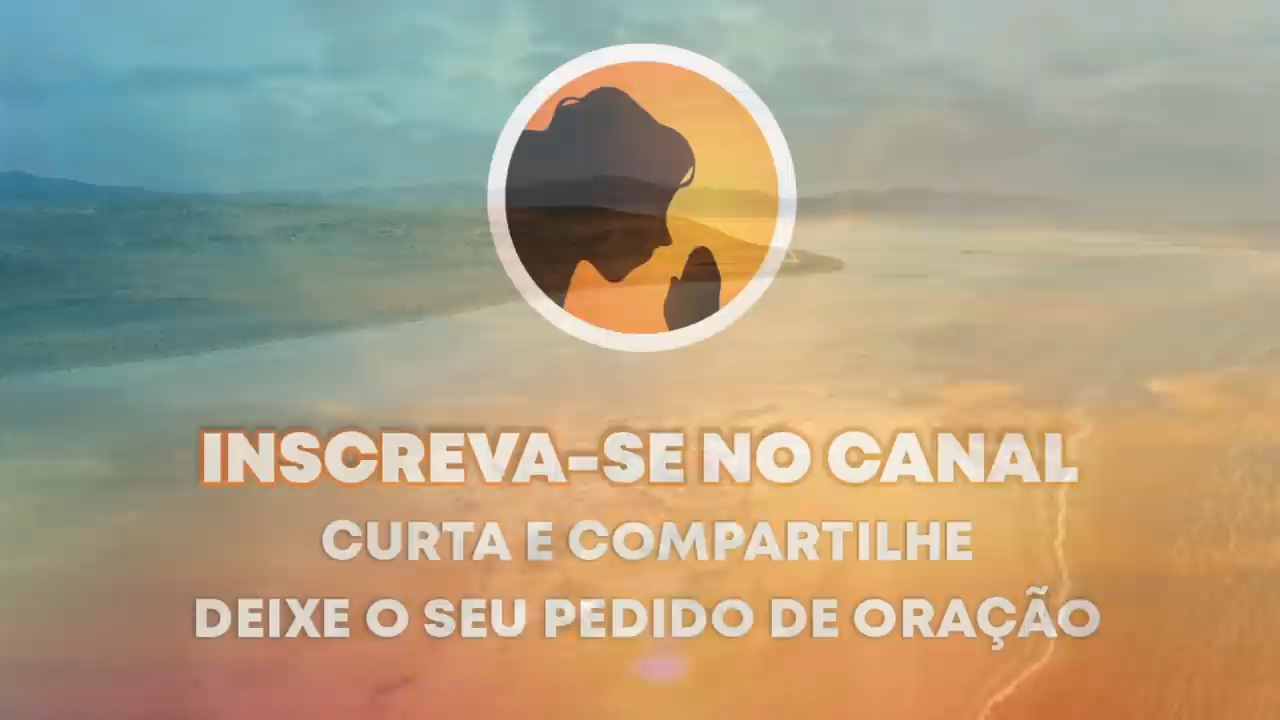 INSCREVA-SE NO CANAL
CURTA E COMPARTILHE
DEIXE O SEU PEDIDO DE ORAÇÃO